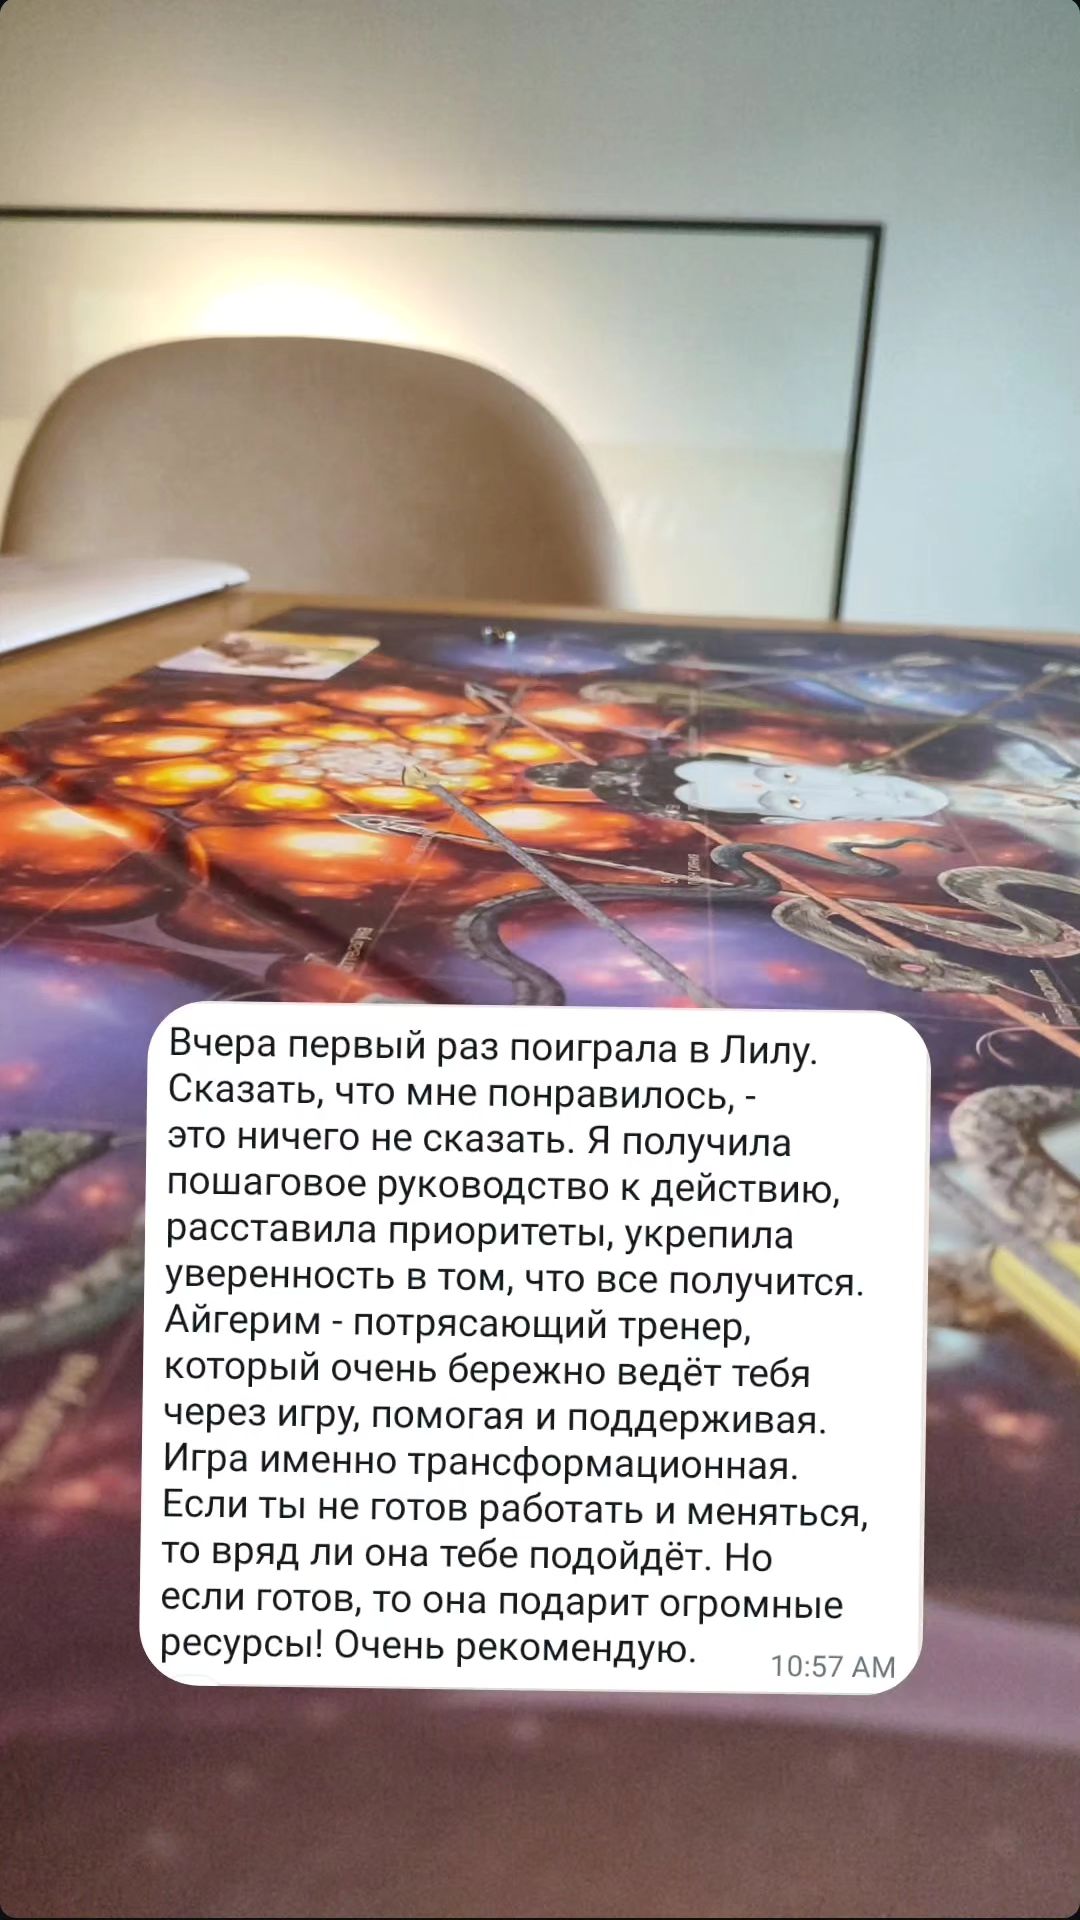 Вчера первый раз поиграла в Лилу.
Сказать, что мне понравилось, -
это ничего не сказать. Я получила
пошаговое руководство к действию,
расставила приоритеты, укрепила
уверенность в том, что все получится.
Айгерим - потрясающий тренер,
который очень бережно ведёт тебя
через игру, помогая и поддерживая.
Игра именно трансформационная.
Если ты не готов работать и меняться,
то вряд ли она тебе подойдёт. Но
если готов, то она подарит огромные
ресурсы! Очень рекомендую.
10:57 AM